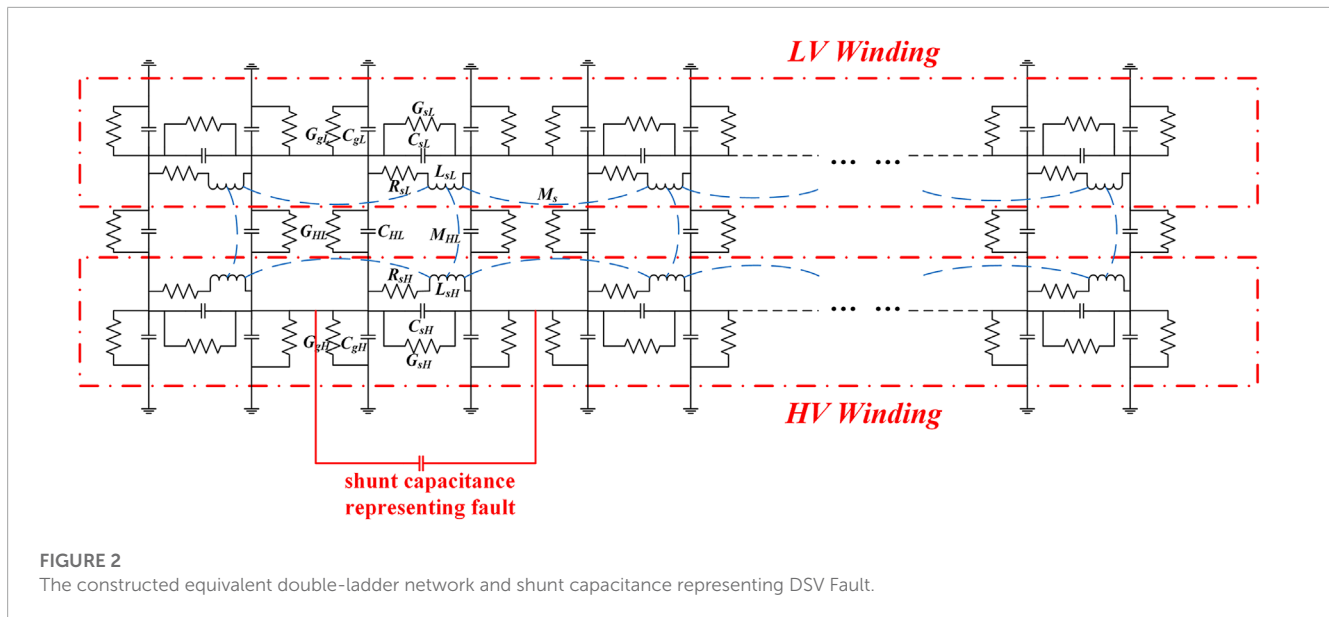 LV Winding
G_sL
G_gL C_gL C_sL
L_sL
R_sL
M_s
... ...
G_HL C_HL M_HL
R_sH
L_sH
... ...
C_sH
G_gH C_gH
G_sH
HV Winding
shunt capacitance
representing fault
FIGURE 2
The constructed equivalent double-ladder network and shunt capacitance representing DSV Fault.